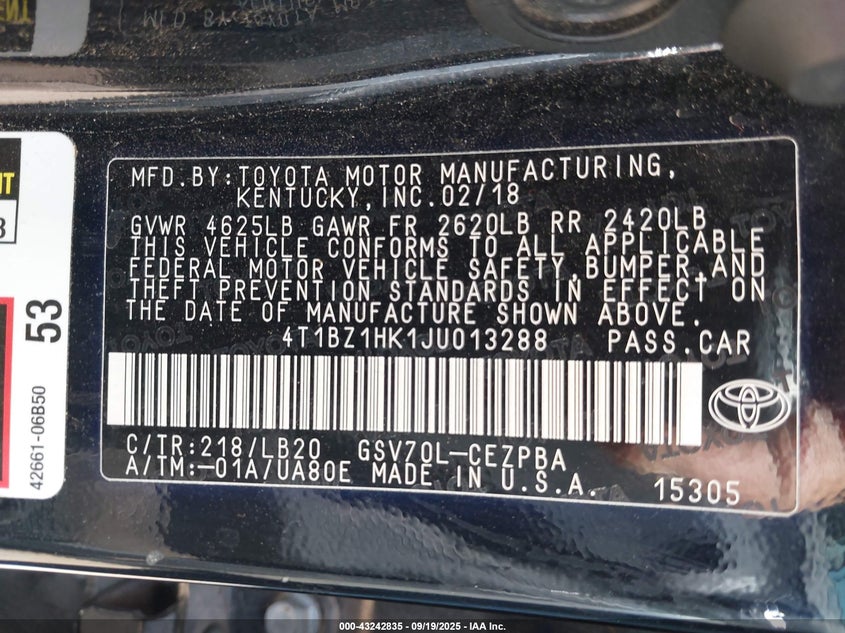 MFD.BY:TOYOTA MOTOR MANUFACTURING,
KENTUCKY,INC.02/18
GVWR 4625LB GAWR FR 2620LB RR 2420LB
THIS VEHICLE CONFORMS TO ALL APPLICABLE
FEDERAL MOTOR VEHICLE SAFETY,BUMPER,AND
THEFT PREVENTION STANDARDS IN EFFECT ON
THE DATE OF MANUFACTURE SHOWN ABOVE.
4T1BZ1HK1JU013288 PASS.CAR
C/TR:218/LB20 GSV70L-CEZPBA
A/TM:-01A/UA80E MADE IN U.S.A. 15305
53
42661-06B50
000-43242835 - 09/19/2025 - IAA Inc.